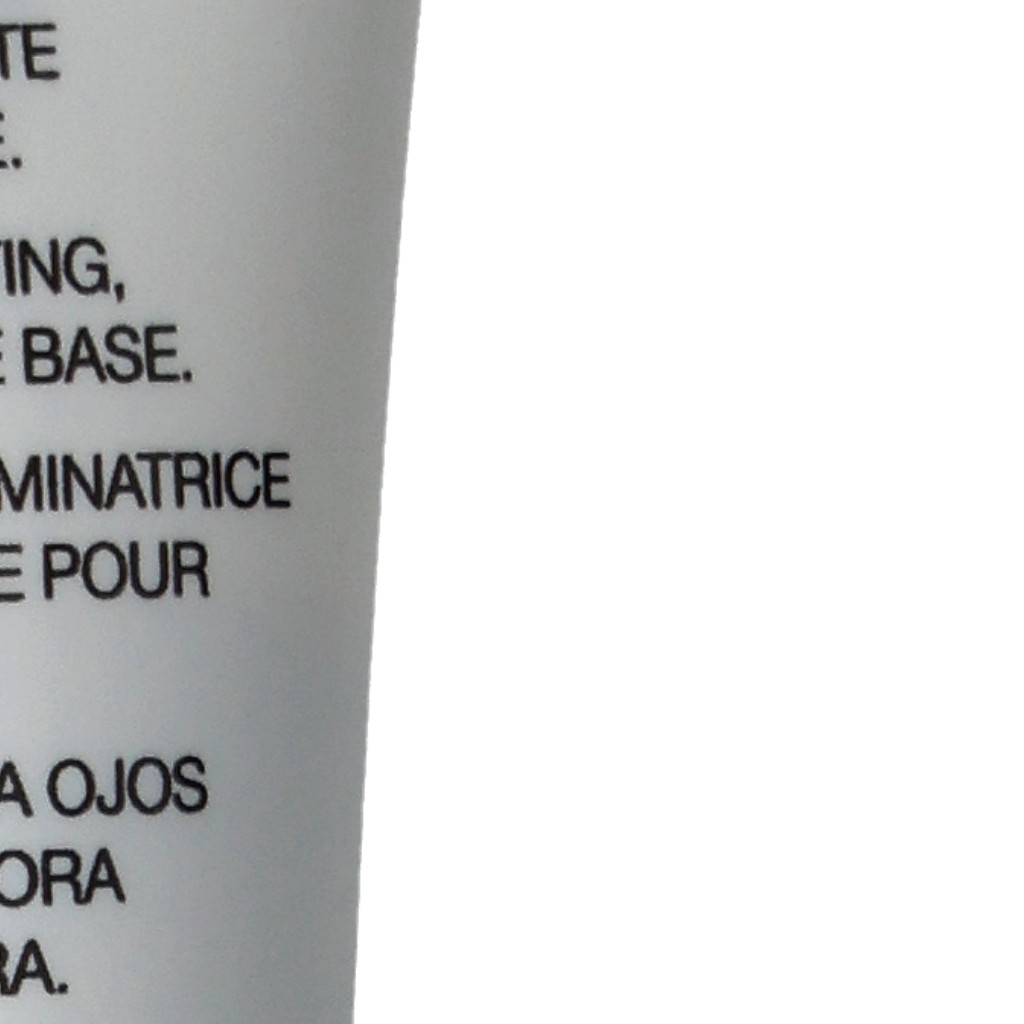 TE
E.
TING,
E BASE.
MINATRICE
E POUR
A OJOS
ORA
RA.